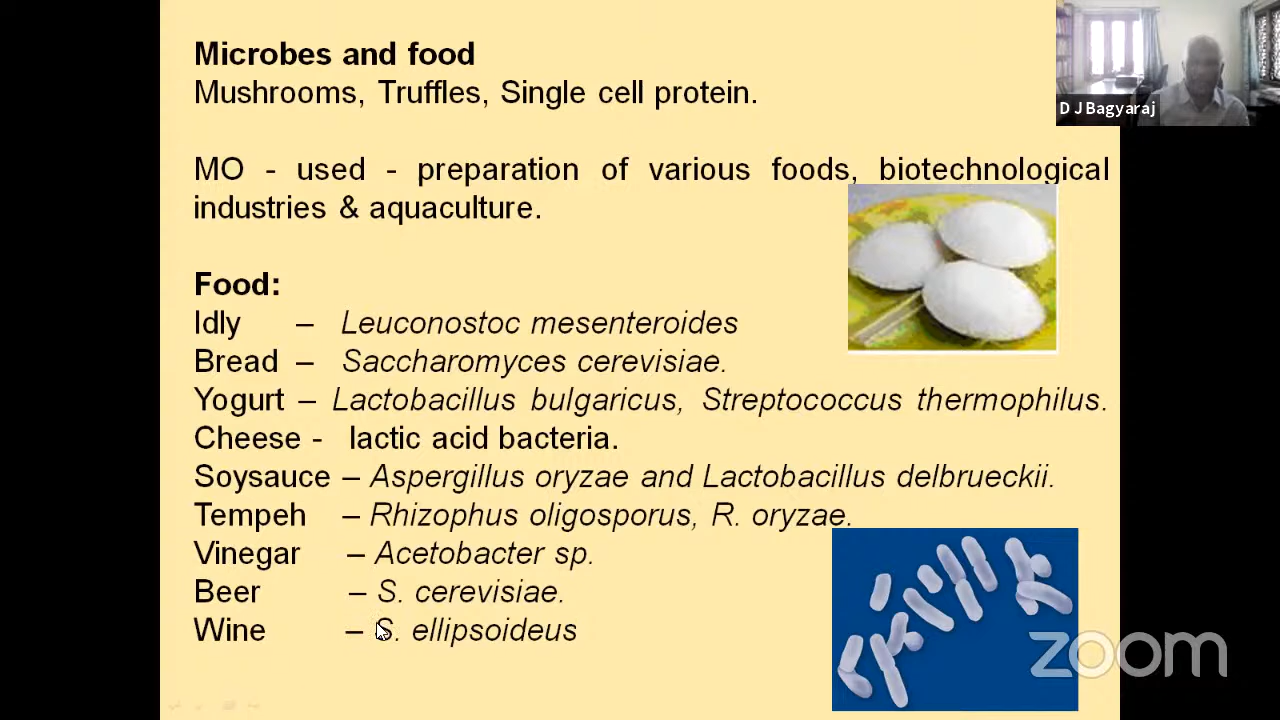 Microbes and food
Mushrooms, Truffles, Single cell protein.
MO - used - preparation of various foods, biotechnological
industries & aquaculture.
Food:
Idly – Leuconostoc mesenteroides
Bread – Saccharomyces cerevisiae.
Yogurt – Lactobacillus bulgaricus, Streptococcus thermophilus.
Cheese - lactic acid bacteria.
Soysauce – Aspergillus oryzae and Lactobacillus delbrueckii.
Tempeh – Rhizophus oligosporus, R. oryzae.
Vinegar – Acetobacter sp.
Beer – S. cerevisiae.
Wine – S. ellipsoideus
D J Bagyaraj
zoom